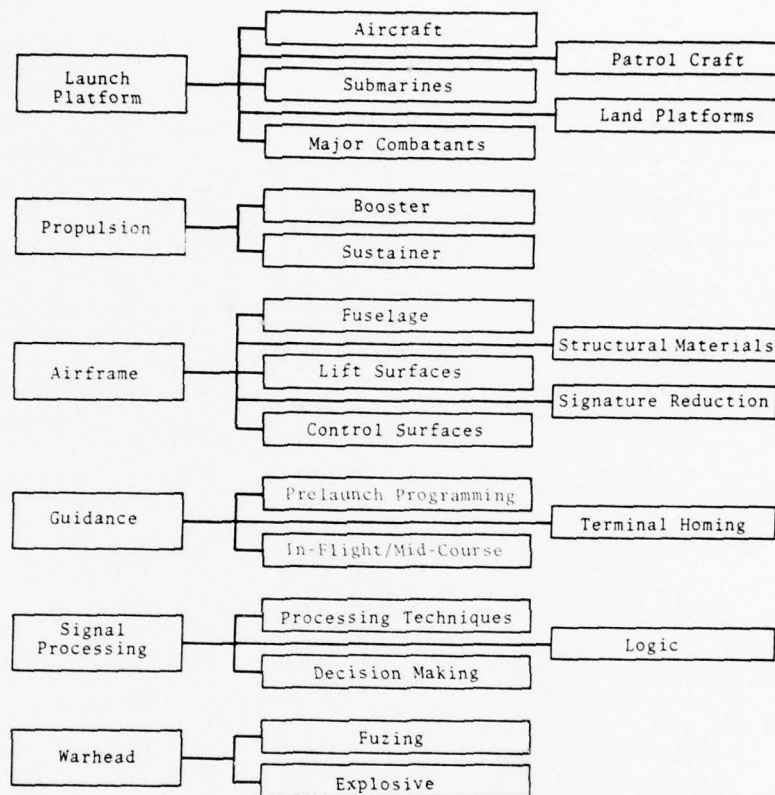 Aircraft
Patrol Craft
Launch
Platform
Submarines
Land Platforms
Major Combatants
Booster
Propulsion
Sustainer
Fuselage
Structural Materials
Airframe
Lift Surfaces
Signature Reduction
Control Surfaces
Prelaunch Programming
Guidance
Terminal Homing
In-Flight/Mid-Course
Processing Techniques
Signal
Processing
Logic
Decision Making
Fuzing
Warhead
Explosive